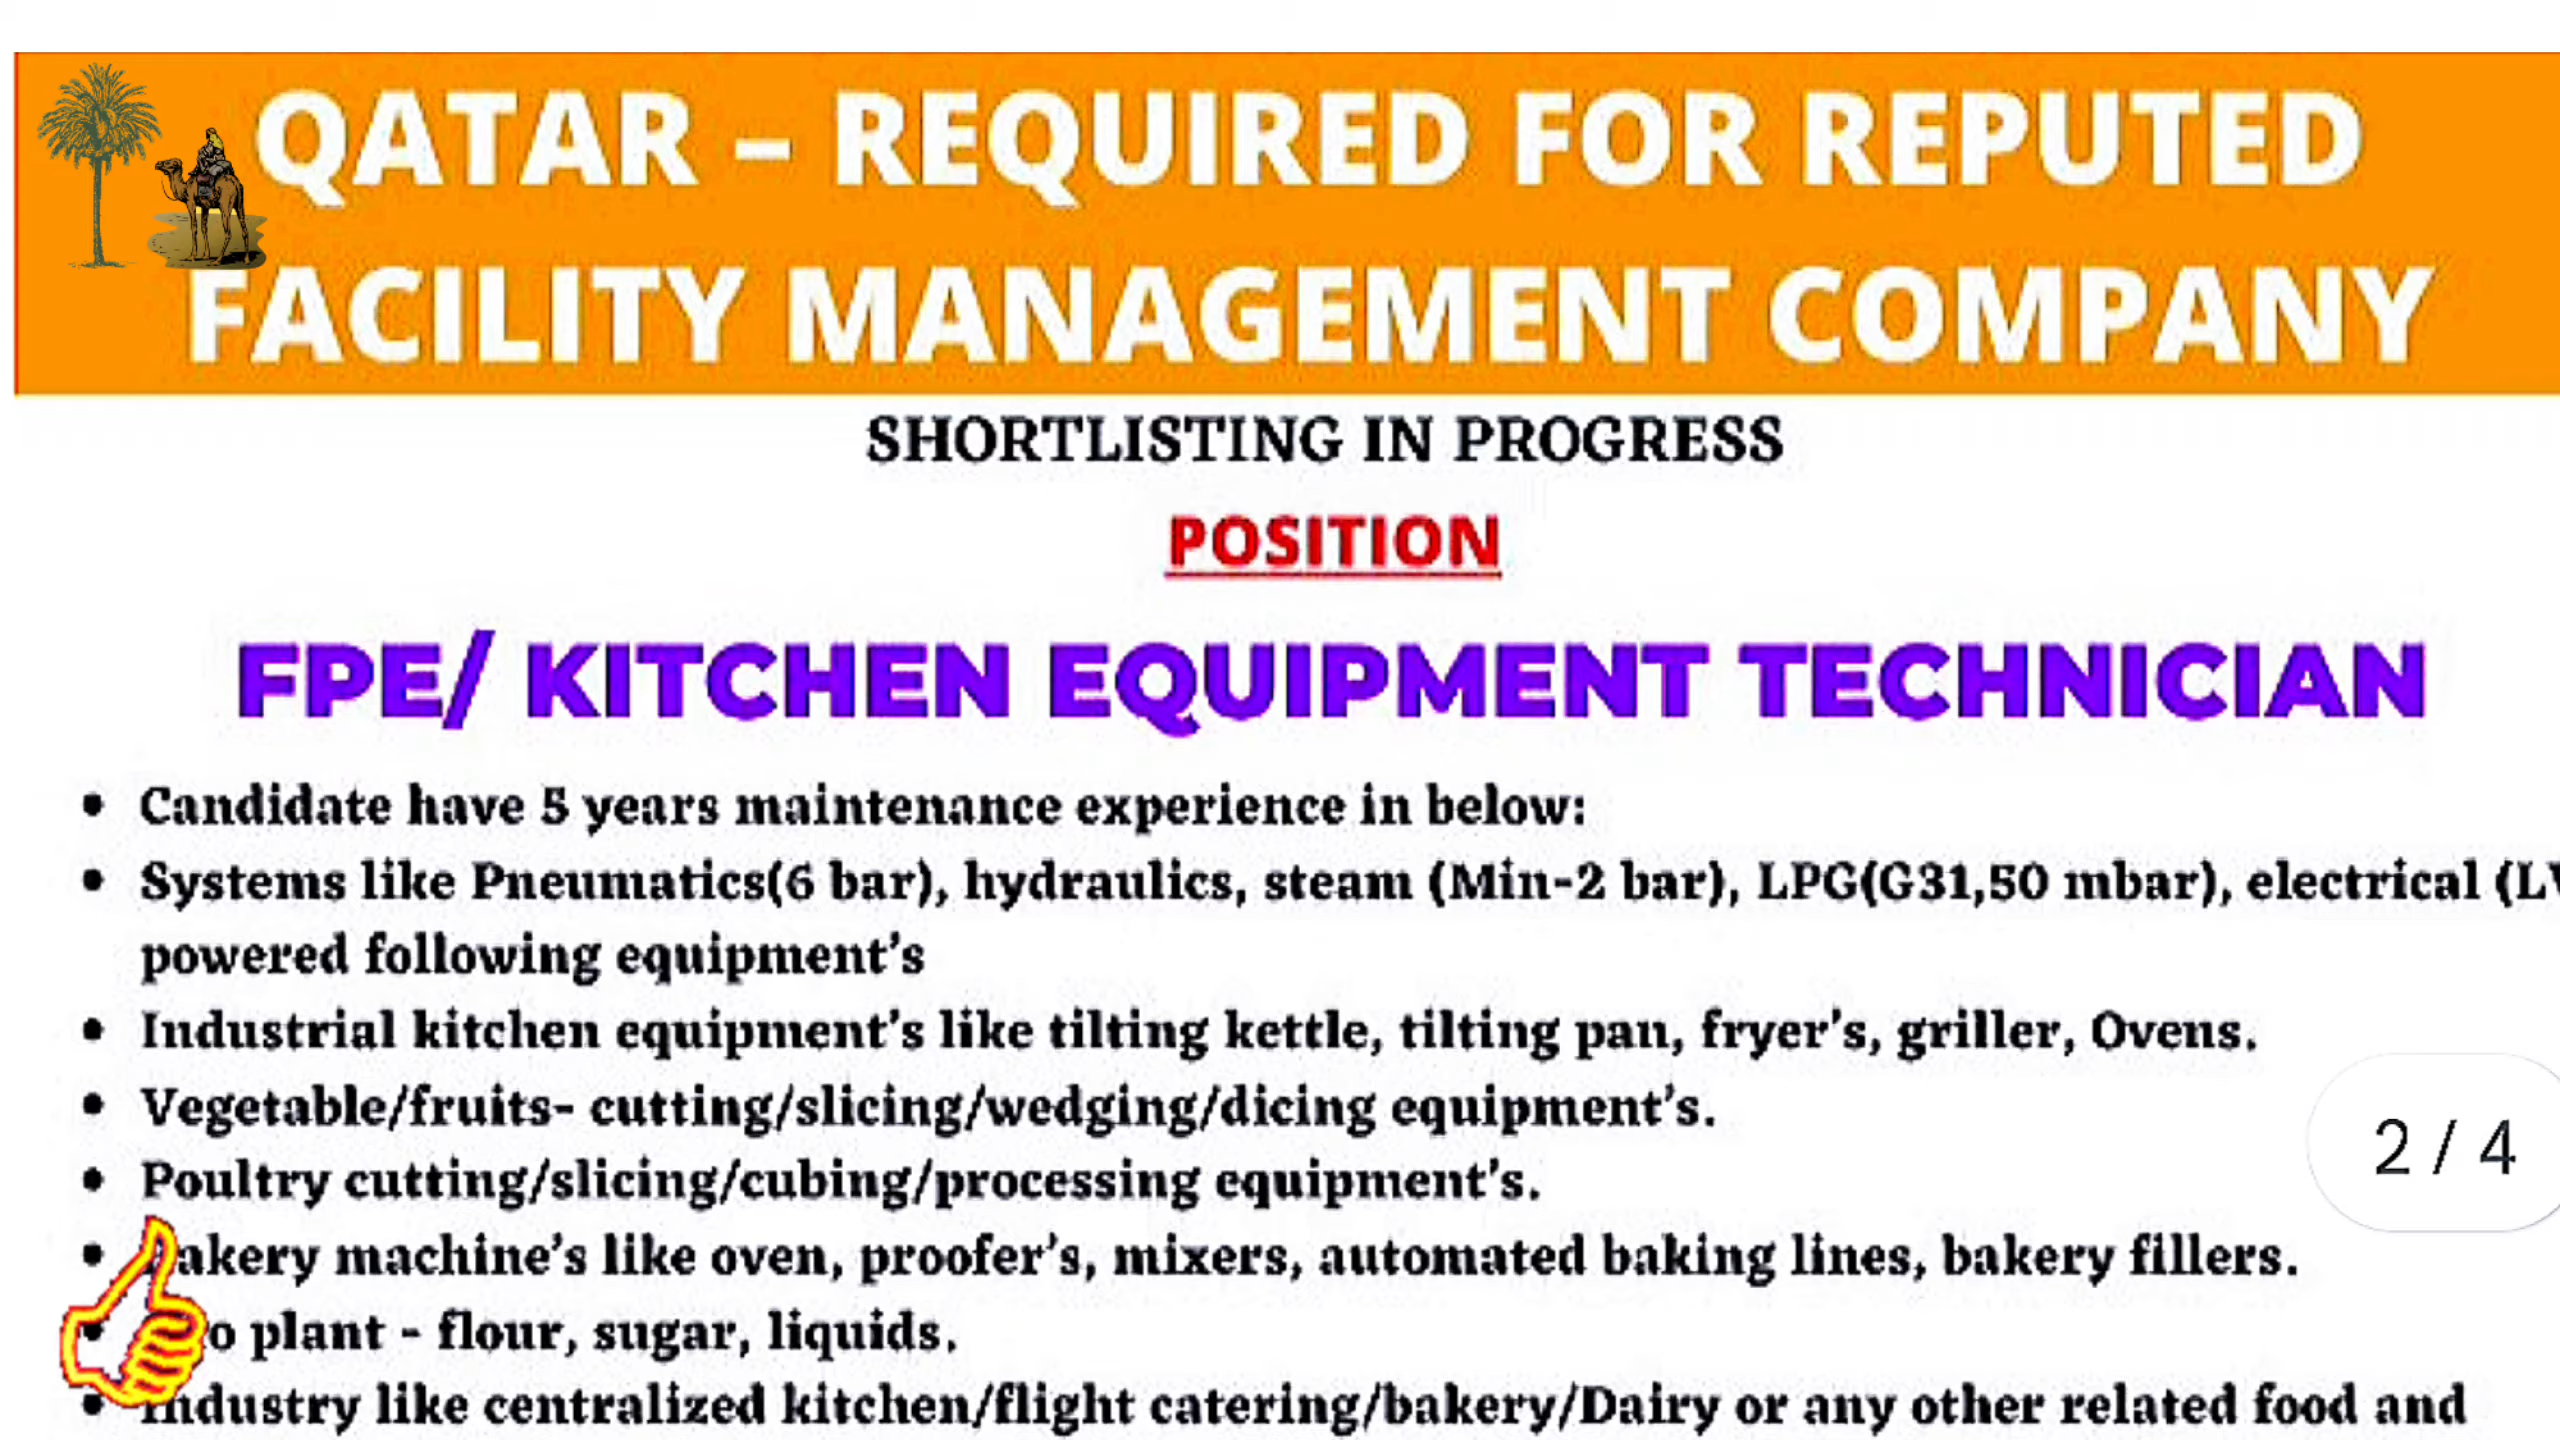 QATAR – REQUIRED FOR REPUTED
FACILITY MANAGEMENT COMPANY
SHORTLISTING IN PROGRESS
POSITION
FPE/ KITCHEN EQUIPMENT TECHNICIAN
• Candidate have 5 years maintenance experience in below:
• Systems like Pneumatics(6 bar), hydraulics, steam (Min-2 bar), LPG(G31,50 mbar), electrical
powered following equipment's
• Industrial kitchen equipment's like tilting kettle, tilting pan, fryer's, griller, Ovens.
• Vegetable/fruits- cutting/slicing/wedging/dicing equipment's.
• Poultry cutting/slicing/cubing/processing equipment's.
2 / 4
• machine's like oven, proofer's, mixers, automated baking lines, bakery fillers.
• plant - flour, sugar, liquids.
• Industry like centralized kitchen/flight catering/bakery/Dairy or any other related food and